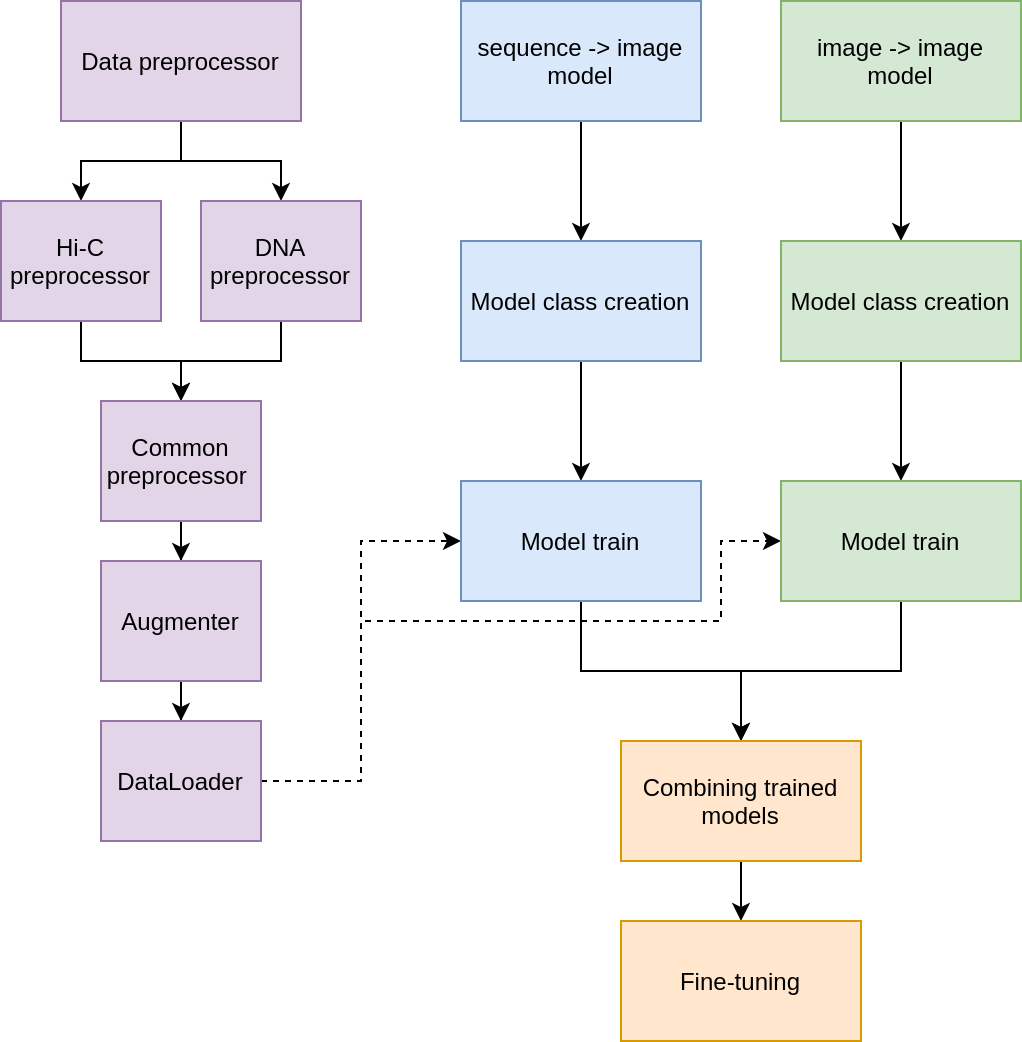 Data preprocessor
sequence -> image
model
image -> image
model
Hi-C
preprocessor
DNA
preprocessor
Model class creation
Model class creation
Common
preprocessor
Model train
Model train
Augmenter
DataLoader
Combining trained
models
Fine-tuning